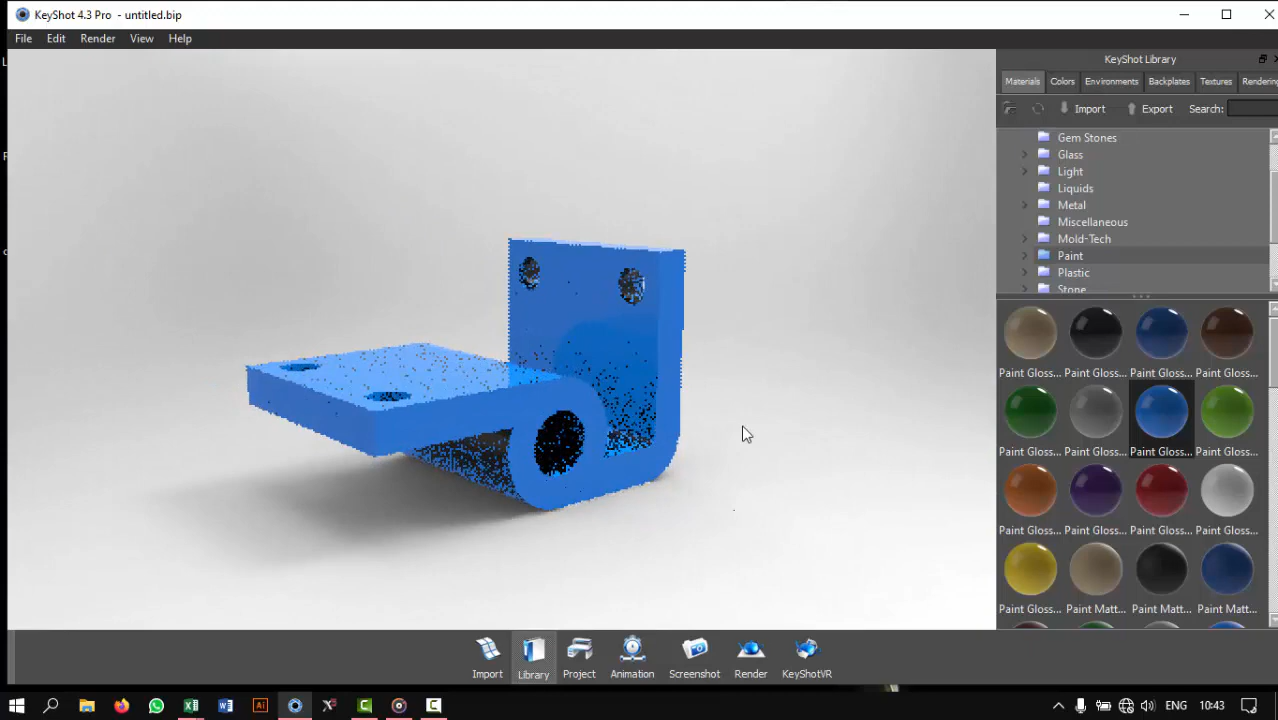 KeyShot 4.3 Pro - untitled.bip
File Edit Render View Help
KeyShot Library
Materials Colors Environments Backplates Textures Rendering
Import Export Search:
Gem Stones
Glass
Light
Liquids
Metal
Miscellaneous
Mold-Tech
Paint
Plastic
Stone
Paint Gloss... Paint Gloss... Paint Gloss... Paint Gloss...
Paint Gloss... Paint Gloss... Paint Gloss... Paint Gloss...
Paint Gloss... Paint Gloss... Paint Gloss... Paint Gloss...
Paint Gloss... Paint Matt... Paint Matt... Paint Matt...
Import Library Project Animation Screenshot Render KeyShotVR
ENG 10:43